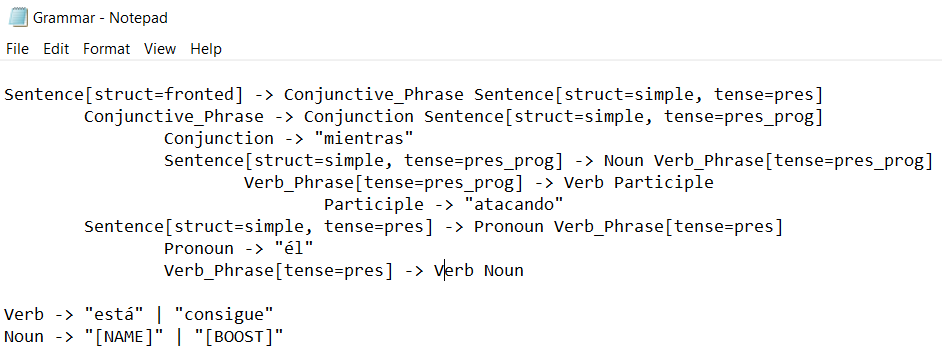 Grammar - Notepad
File Edit Format View Help
Sentence[struct=fronted] -> Conjunctive_Phrase Sentence[struct=simple, tense=pres]
Conjunctive_Phrase -> Conjunction Sentence[struct=simple, tense=pres_prog]
Conjunction -> "mientras"
Sentence[struct=simple, tense=pres_prog] -> Noun Verb_Phrase[tense=pres_prog]
Verb_Phrase[tense=pres_prog] -> Verb Participle
Participle -> "atacando"
Sentence[struct=simple, tense=pres] -> Pronoun Verb_Phrase[tense=pres]
Pronoun -> "él"
Verb_Phrase[tense=pres] -> Verb Noun
Verb -> "está" | "consigue"
Noun -> "[NAME]" | "[BOOST]"